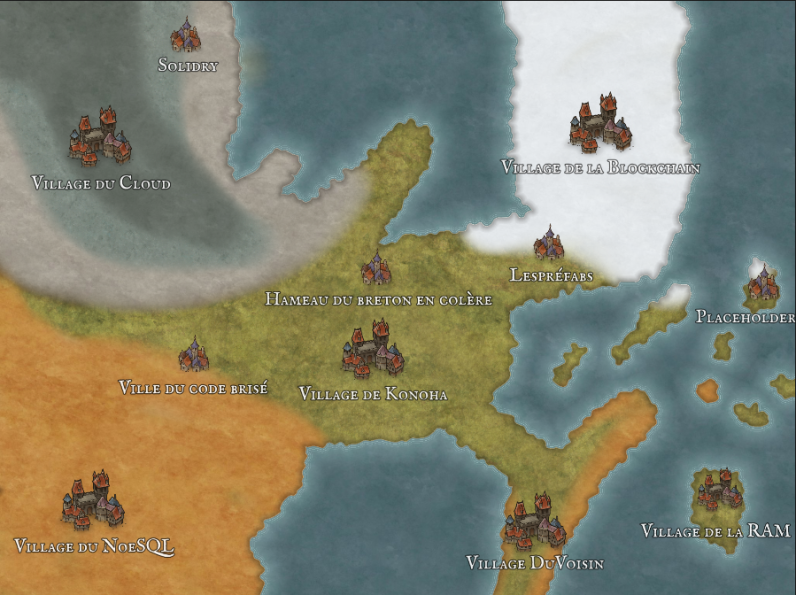 Solidry
Village du Cloud
Village de la Blockchain
Lespréfabs
Hameau du breton en colère
Placeholder
Ville du code brisé
Village de Konoha
Village du NoeSQL
Village de la RAM
Village DuVoisin